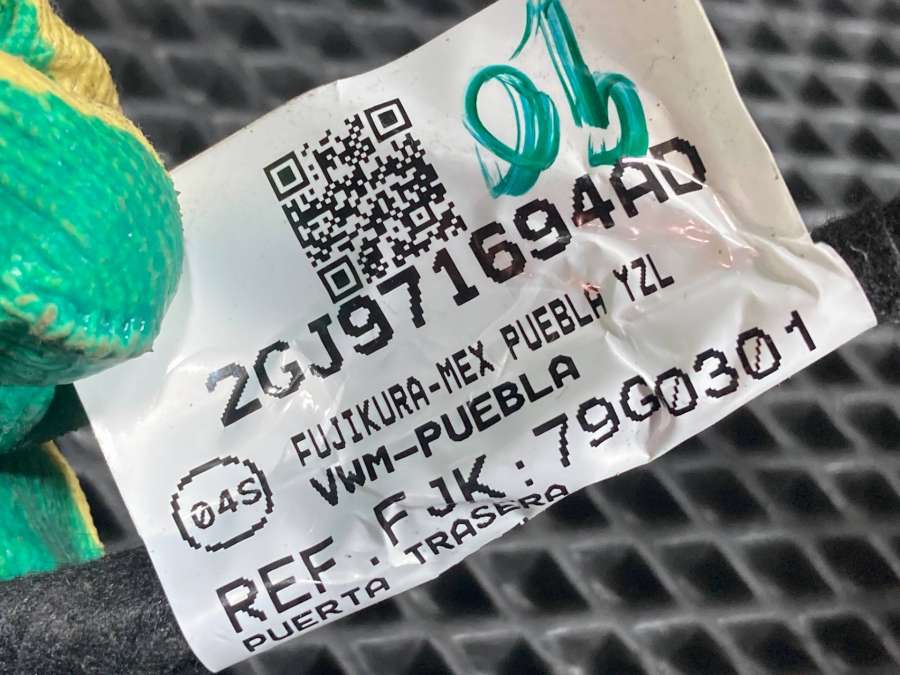 2GJ971694AD
FUJIKURA-MEX PUEBLA YZL
VWM-PUEBLA
04S
REF.FJK:79G0301
PUERTA TRASERA